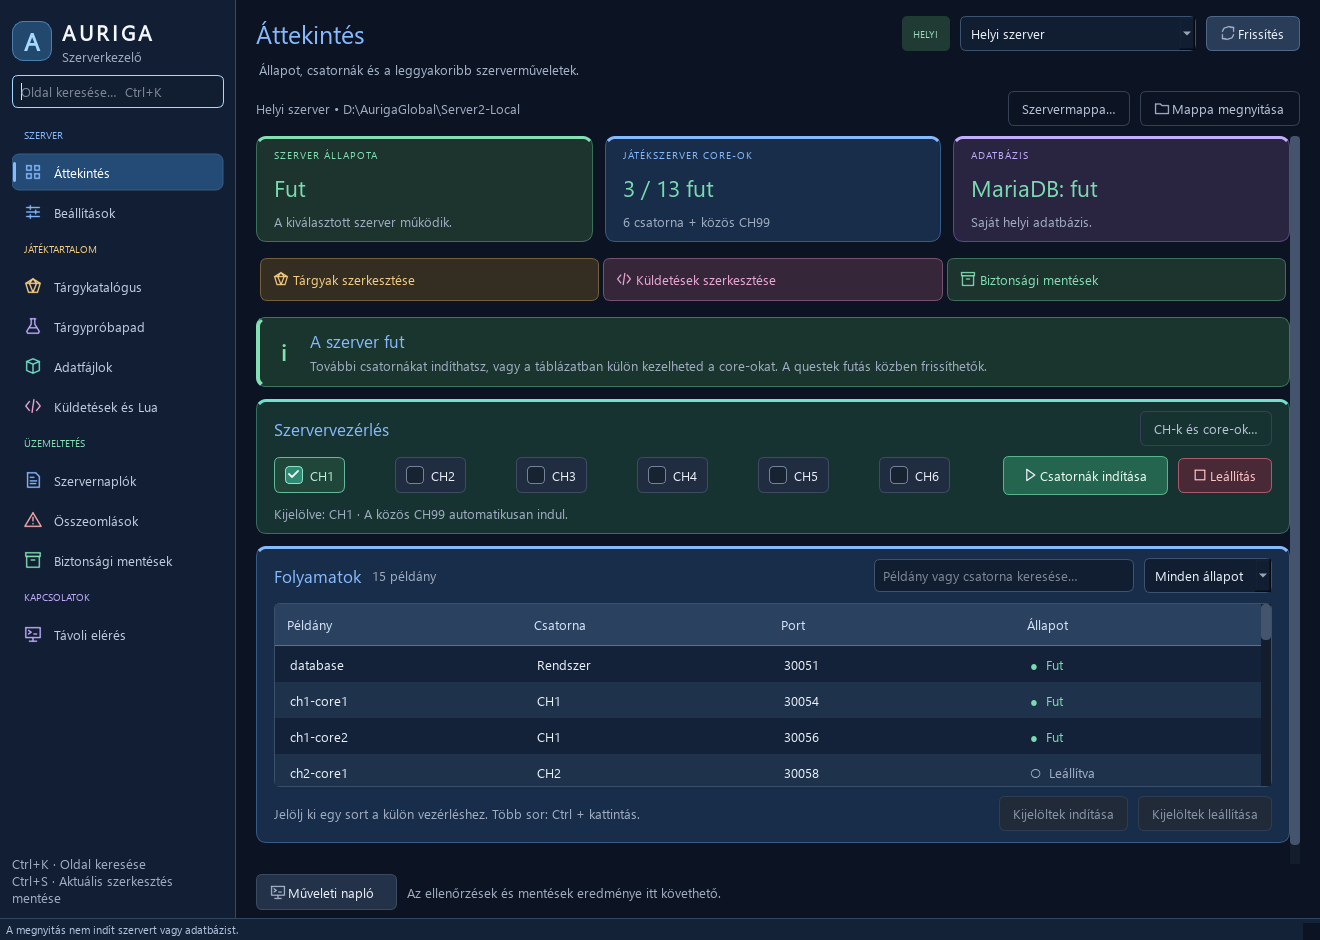 A
AURIGA
Szerverkezelő
Oldal keresése... Ctrl+K
SZERVER
Áttekintés
Beállítások
JÁTÉKTARTALOM
Tárgykatalógus
Tárgypróbapad
Adatfájlok
Küldetések és Lua
ÜZEMELTETÉS
Szervernaplók
Összeomlások
Biztonsági mentések
KAPCSOLATOK
Távoli elérés
Ctrl+K · Oldal keresése
Ctrl+S · Aktuális szerkesztés
mentése
Áttekintés
HELYI
Helyi szerver
Frissítés
Állapot, csatornák és a leggyakoribb szerverműveletek.
Helyi szerver • D:\AurigaGlobal\Server2-Local
Szervermappa...
Mappa megnyitása
SZERVER ÁLLAPOTA
Fut
A kiválasztott szerver működik.
JÁTÉKSZERVER CORE-OK
3 / 13 fut
6 csatorna + közös CH99
ADATBÁZIS
MariaDB: fut
Saját helyi adatbázis.
Tárgyak szerkesztése
Küldetések szerkesztése
Biztonsági mentések
i
A szerver fut
További csatornákat indíthatsz, vagy a táblázatban külön kezelheted a core-okat. A questek futás közben frissíthetők.
Szervervezérlés
CH-k és core-ok...
CH1
CH2
CH3
CH4
CH5
CH6
Csatornák indítása
Leállítás
Kijelölve: CH1 · A közös CH99 automatikusan indul.
Folyamatok 15 példány
Példány vagy csatorna keresése...
Minden állapot
Példány Csatorna Port Állapot
database Rendszer 30051 Fut
ch1-core1 CH1 30054 Fut
ch1-core2 CH1 30056 Fut
ch2-core1 CH2 30058 Leállítva
Jelölj ki egy sort a külön vezérléshez. Több sor: Ctrl + kattintás.
Kijelöltek indítása
Kijelöltek leállítása
Műveleti napló
Az ellenőrzések és mentések eredménye itt követhető.
A megnyitás nem indít szervert vagy adatbázist.